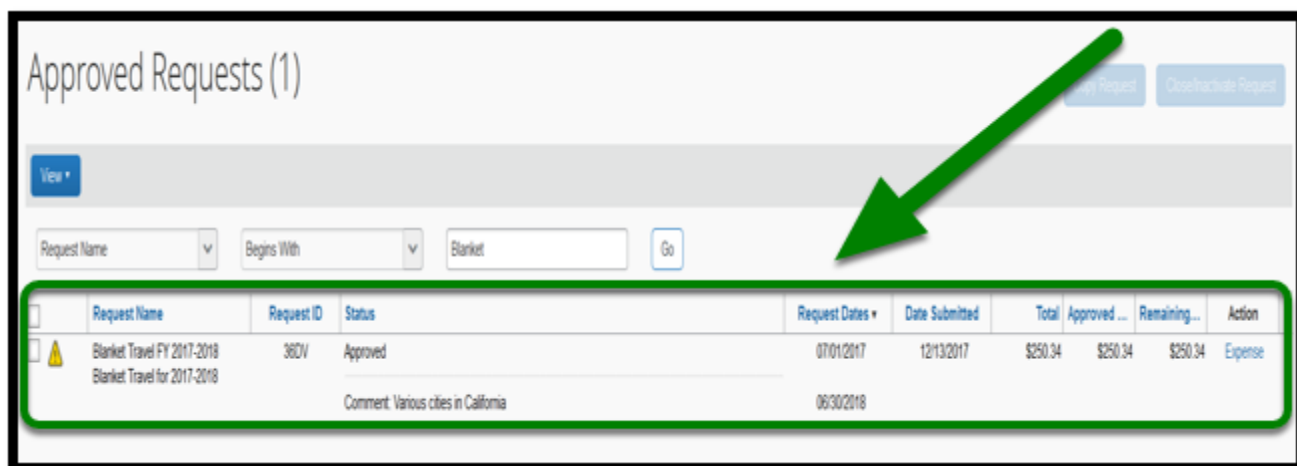 Approved Requests (1)
Copy Request Close/Inactivate Request
View
Request Name Begins With Blanket Go
Request Name Request ID Status Request Dates Date Submitted Total Approved ... Remaining... Action
Blanket Travel FY 2017-2018 36DV Approved 07/01/2017 12/13/2017 $250.34 $250.34 $250.34 Expense
Blanket Travel for 2017-2018
Comment: Various cities in California 06/30/2018